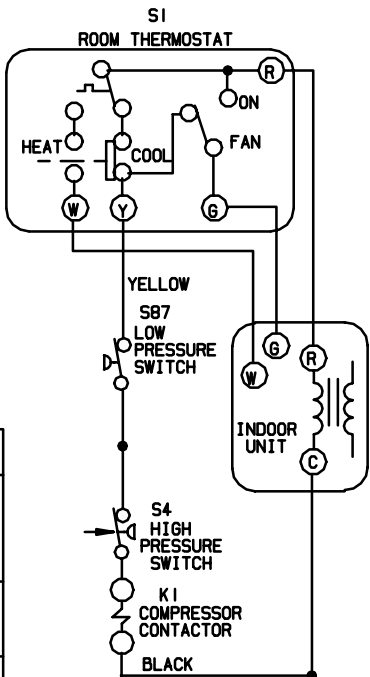 S1
ROOM THERMOSTAT
R
ON
HEAT
COOL
FAN
W
Y
G
YELLOW
S87
LOW
PRESSURE
SWITCH
G
W
R
INDOOR
UNIT
C
S4
HIGH
PRESSURE
SWITCH
K1
COMPRESSOR
CONTACTOR
BLACK